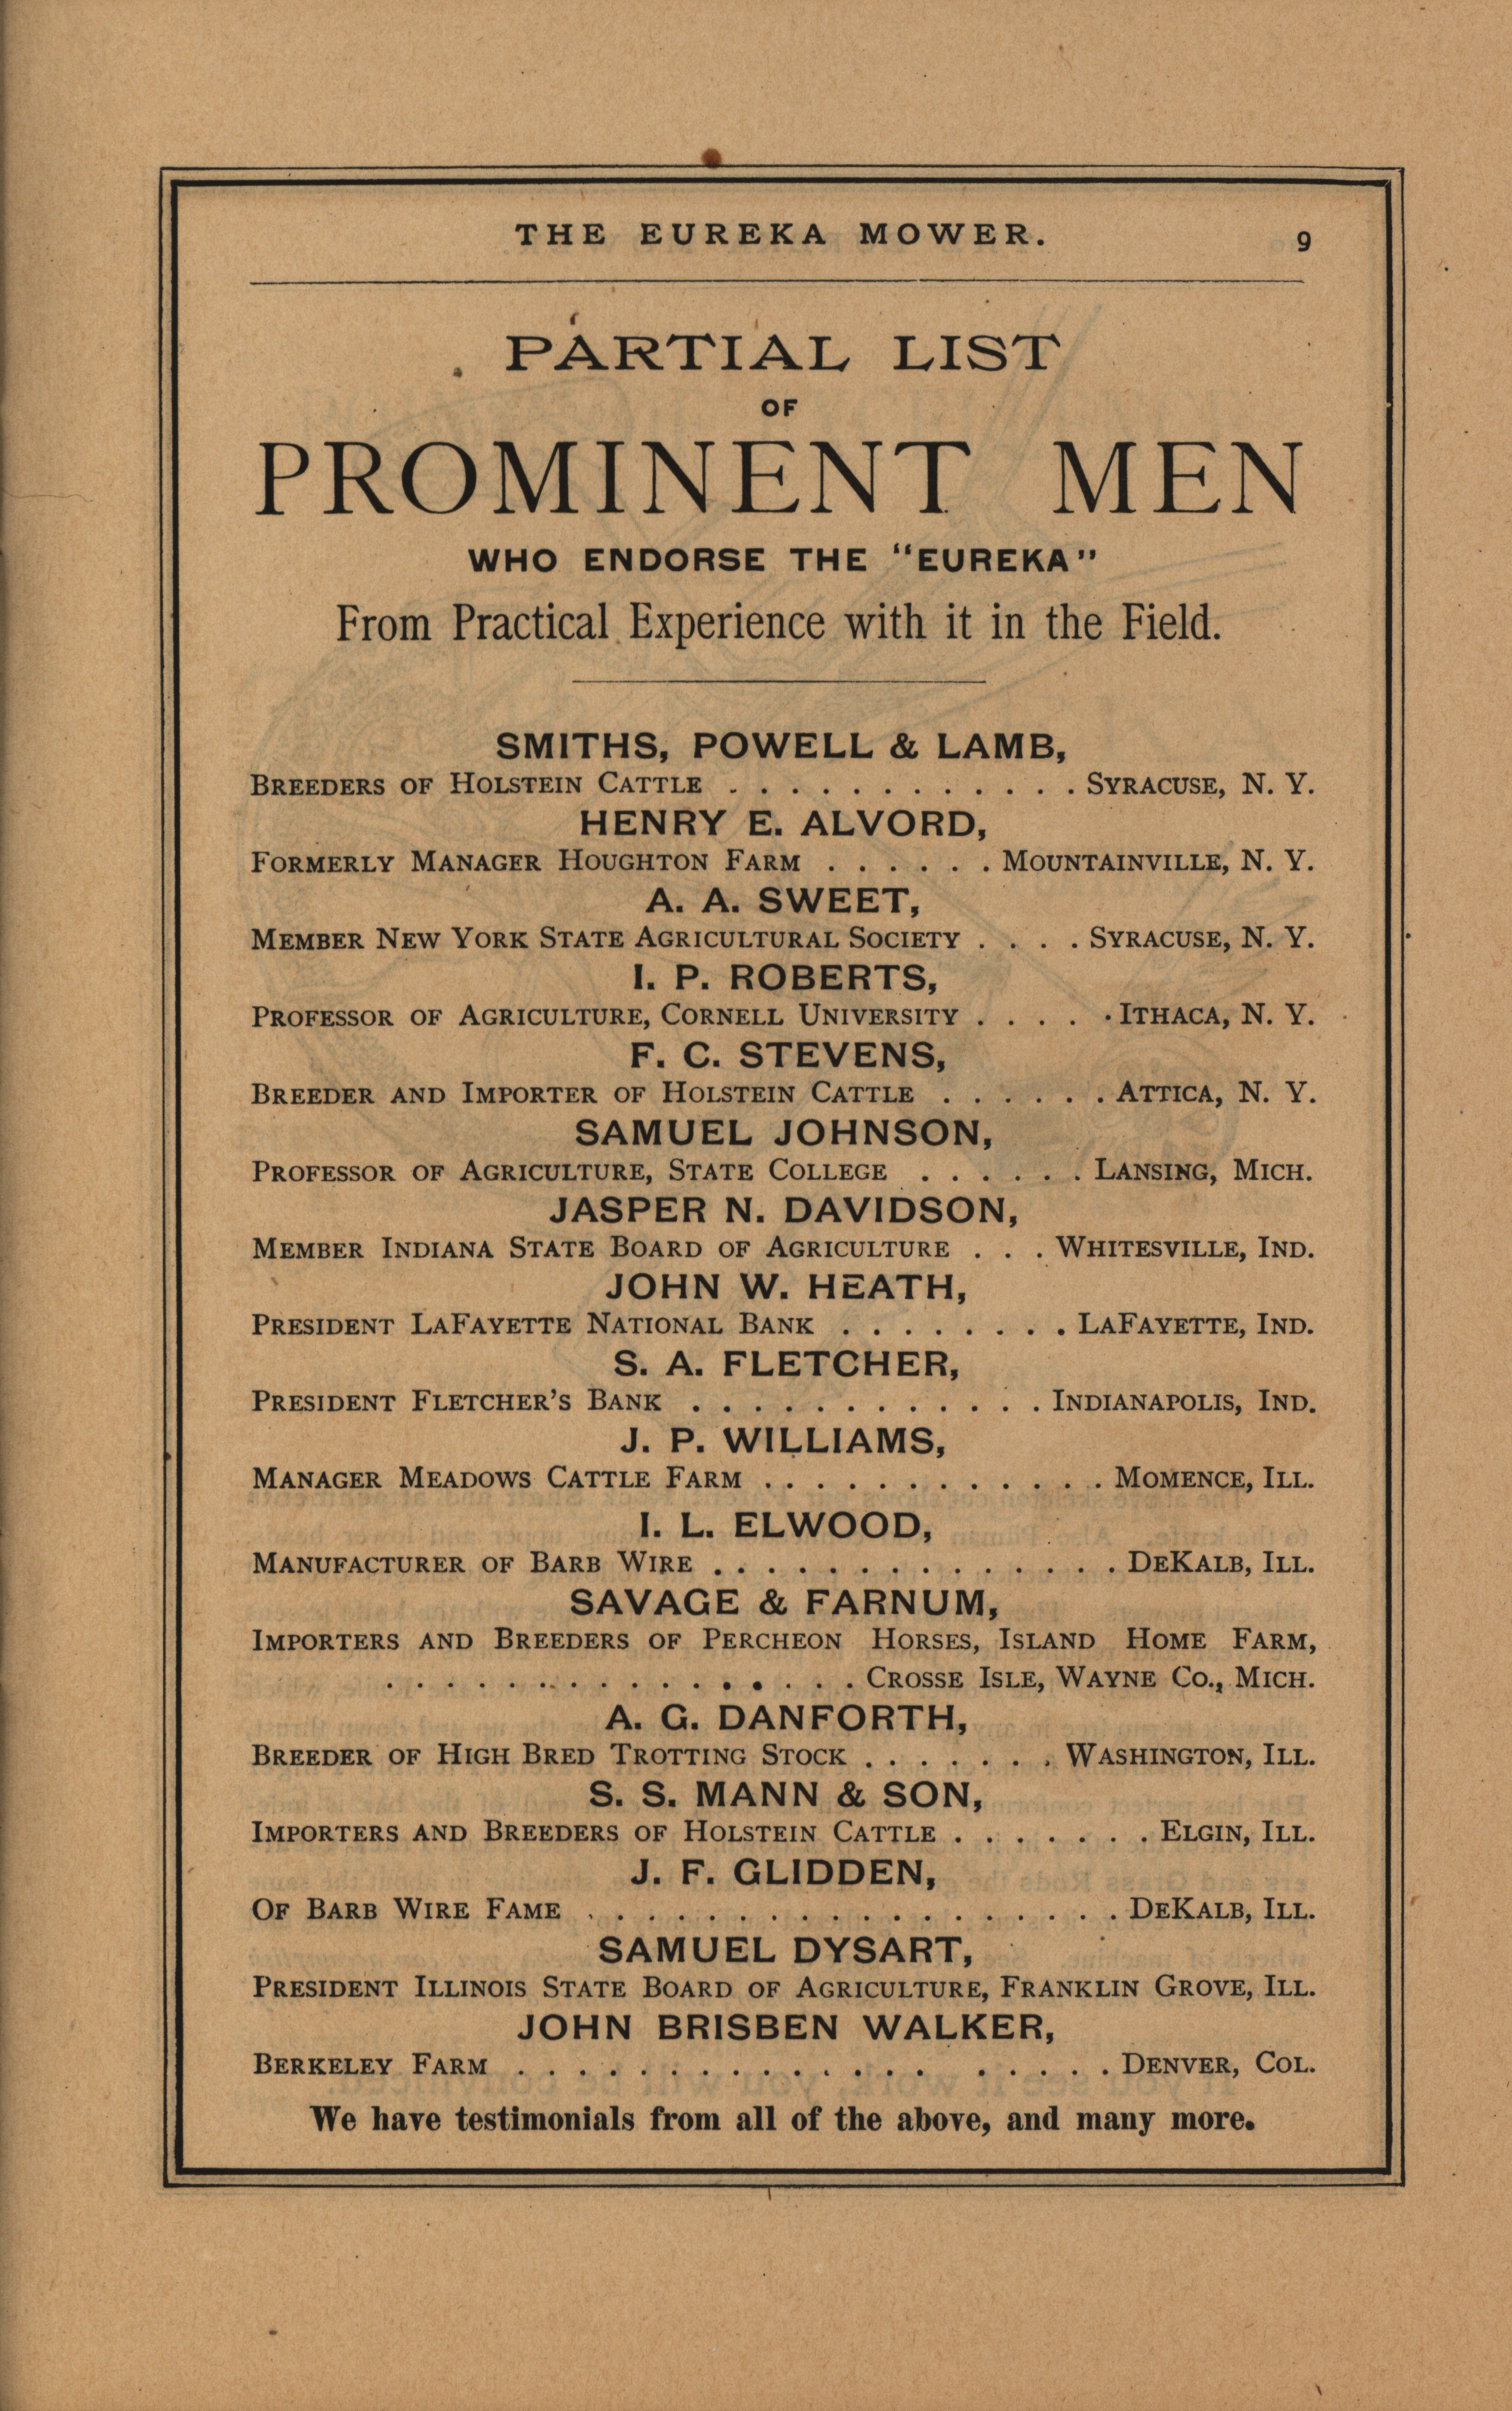 THE EUREKA MOWER. 9
PARTIAL LIST
OF
PROMINENT MEN
WHO ENDORSE THE "EUREKA"
From Practical Experience with it in the Field.
SMITHS, POWELL & LAMB,
BREEDERS OF HOLSTEIN CATTLE . . . . . . . . . . . . SYRACUSE, N. Y.
HENRY E. ALVORD,
FORMERLY MANAGER HOUGHTON FARM . . . . . . MOUNTAINVILLE, N. Y.
A. A. SWEET,
MEMBER NEW YORK STATE AGRICULTURAL SOCIETY . . . . SYRACUSE, N. Y.
I. P. ROBERTS,
PROFESSOR OF AGRICULTURE, CORNELL UNIVERSITY . . . . . ITHACA, N. Y.
F. C. STEVENS,
BREEDER AND IMPORTER OF HOLSTEIN CATTLE . . . . . . ATTICA, N. Y.
SAMUEL JOHNSON,
PROFESSOR OF AGRICULTURE, STATE COLLEGE . . . . . . LANSING, MICH.
JASPER N. DAVIDSON,
MEMBER INDIANA STATE BOARD OF AGRICULTURE . . . WHITESVILLE, IND.
JOHN W. HEATH,
PRESIDENT LAFAYETTE NATIONAL BANK . . . . . . . . LAFAYETTE, IND.
S. A. FLETCHER,
PRESIDENT FLETCHER'S BANK . . . . . . . . . . . . INDIANAPOLIS, IND.
J. P. WILLIAMS,
MANAGER MEADOWS CATTLE FARM . . . . . . . . . . . . MOMENCE, ILL.
I. L. ELWOOD,
MANUFACTURER OF BARB WIRE . . . . . . . . . . . . . . DEKALB, ILL.
SAVAGE & FARNUM,
IMPORTERS AND BREEDERS OF PERCHEON HORSES, ISLAND HOME FARM,
. . . . . . . . . . . . . . . . CROSSE ISLE, WAYNE CO., MICH.
A. G. DANFORTH,
BREEDER OF HIGH BRED TROTTING STOCK . . . . . . . WASHINGTON, ILL.
S. S. MANN & SON,
IMPORTERS AND BREEDERS OF HOLSTEIN CATTLE . . . . . . . ELGIN, ILL.
J. F. GLIDDEN,
OF BARB WIRE FAME . . . . . . . . . . . . . . . . . . DEKALB, ILL.
SAMUEL DYSART,
PRESIDENT ILLINOIS STATE BOARD OF AGRICULTURE, FRANKLIN GROVE, ILL.
JOHN BRISBEN WALKER,
BERKELEY FARM . . . . . . . . . . . . . . . . . . . DENVER, COL.
We have testimonials from all of the above, and many more.